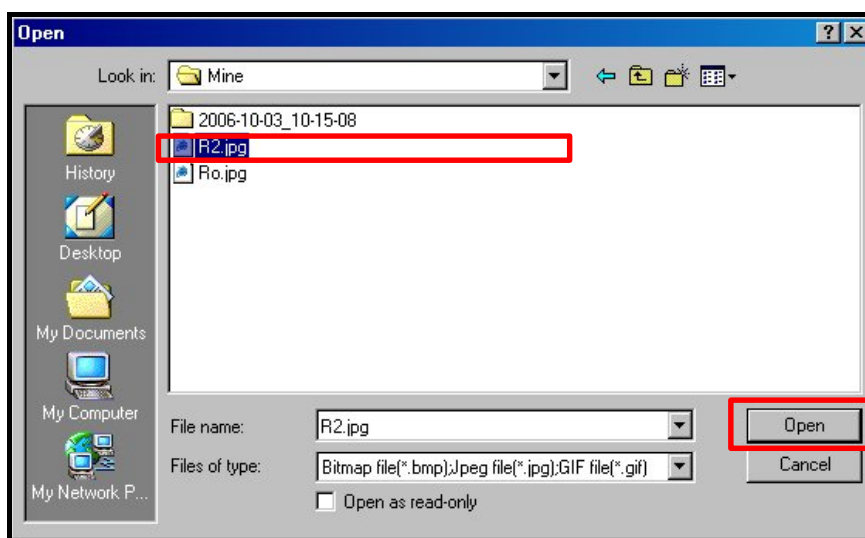 Open
Look in: Mine
2006-10-03_10-15-08
R2.jpg
Ro.jpg
History
Desktop
My Documents
My Computer
My Network P...
File name: R2.jpg Open
Files of type: Bitmap file(*.bmp);Jpeg file(*.jpg);GIF file(*.gif) Cancel
Open as read-only